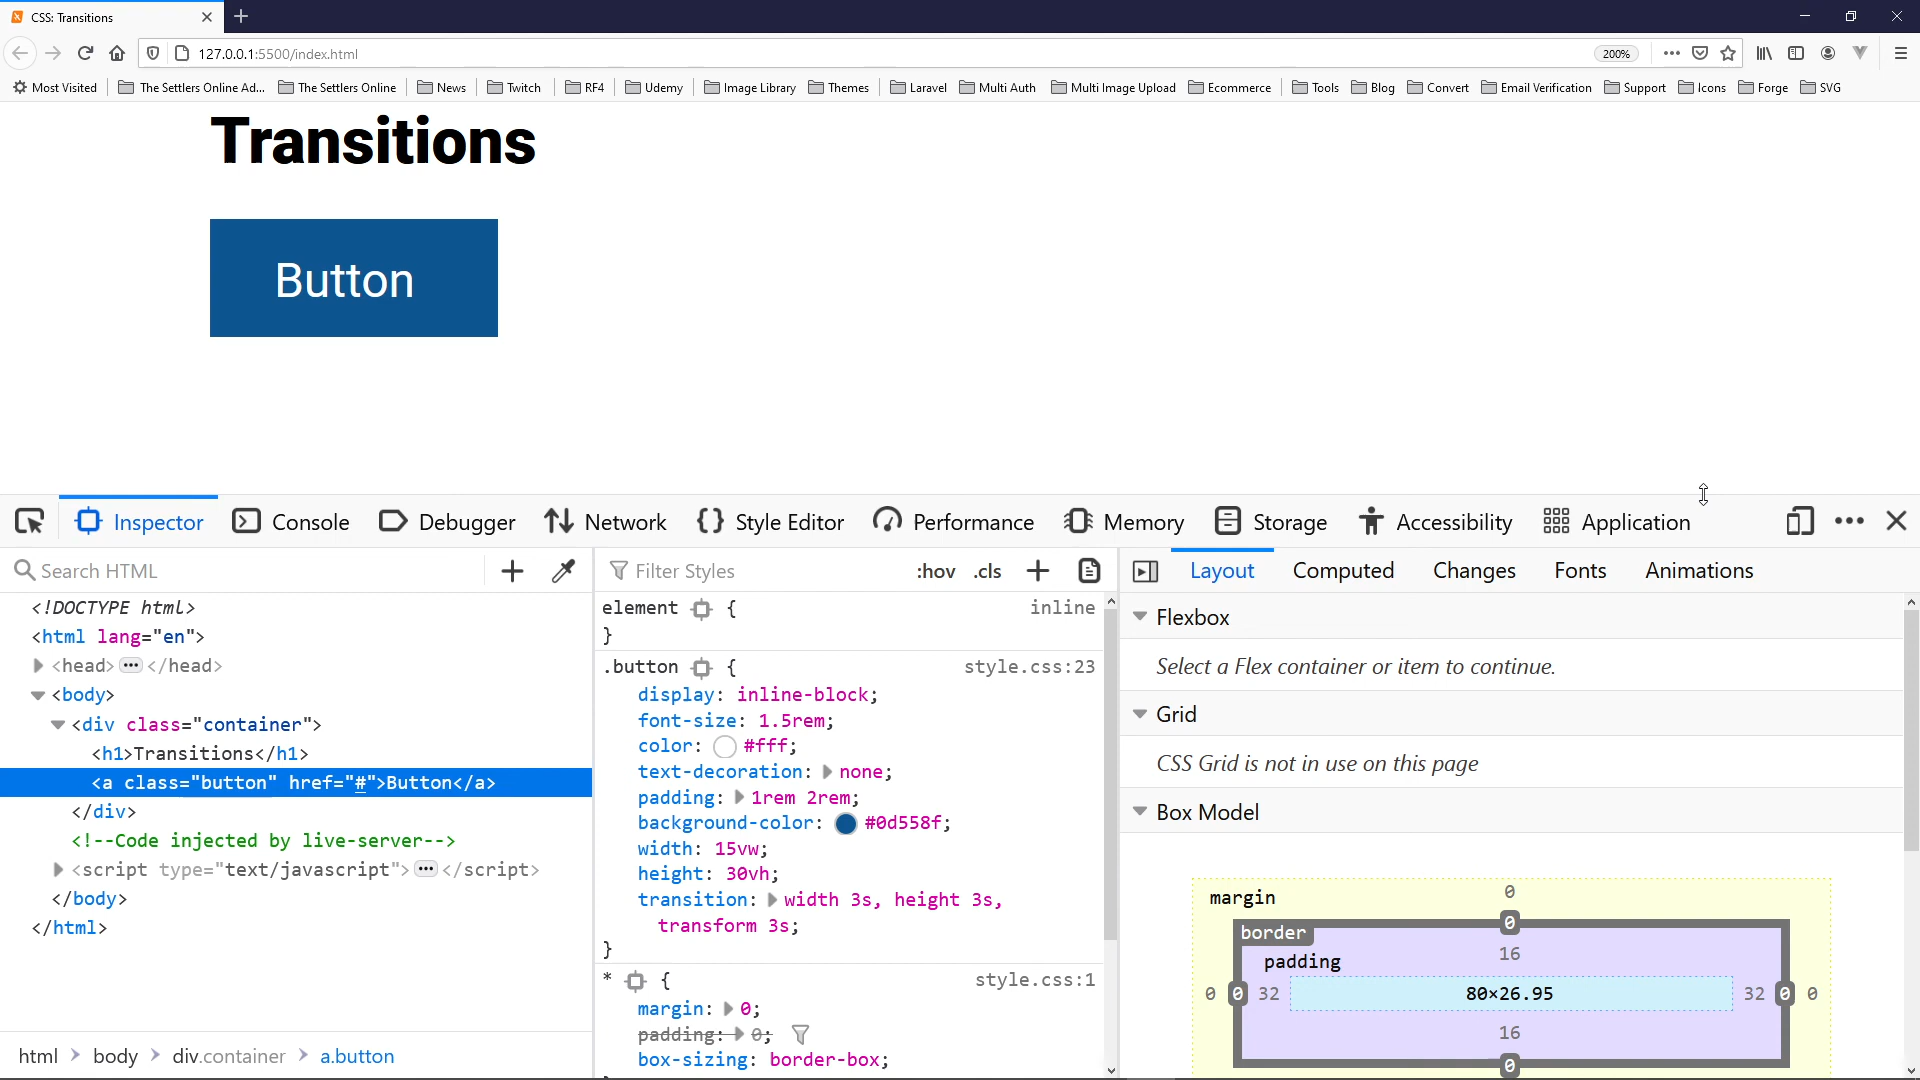 CSS: Transitions
127.0.0.1:5500/index.html
200%
Most Visited The Settlers Online Ad... The Settlers Online News Twitch RF4 Udemy Image Library Themes Laravel Multi Auth Multi Image Upload Ecommerce Tools Blog Convert Email Verification Support Icons Forge SVG
Transitions
Button
Inspector Console Debugger Network Style Editor Performance Memory Storage Accessibility Application
Search HTML
<!DOCTYPE html>
<html lang="en">
<head> ... </head>
<body>
<div class="container">
<h1>Transitions</h1>
<a class="button" href="#">Button</a>
</div>
<!--Code injected by live-server-->
<script type="text/javascript"> ... </script>
</body>
</html>
html body div.container a.button
Filter Styles :hov .cls
element { inline
}
.button { style.css:23
display: inline-block;
font-size: 1.5rem;
color: #fff;
text-decoration: none;
padding: 1rem 2rem;
background-color: #0d558f;
width: 15vw;
height: 30vh;
transition: width 3s, height 3s,
transform 3s;
}
* { style.css:1
margin: 0;
padding: 0;
box-sizing: border-box;
Layout Computed Changes Fonts Animations
Flexbox
Select a Flex container or item to continue.
Grid
CSS Grid is not in use on this page
Box Model
margin 0
border 0
padding 16
0 0 32 80×26.95 32 0 0
16
0